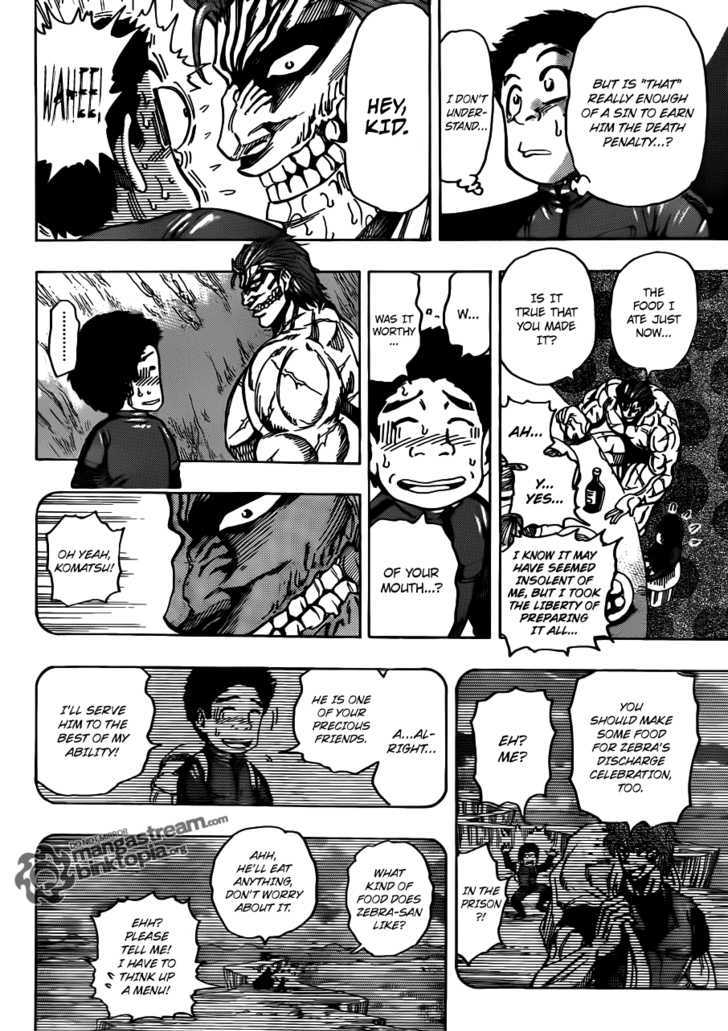 BUT IS "THAT"
REALLY ENOUGH
OF A SIN TO EARN
HIM THE DEATH
PENALTY...?
I DON'T
UNDER-
STAND...
HEY,
KID.
WAHEE!
THE
FOOD I
ATE JUST
NOW...
IS IT
TRUE THAT
YOU MADE
IT?
AH...
Y...
YES...
I KNOW IT MAY
HAVE SEEMED
INSOLENT OF
ME, BUT I TOOK
THE LIBERTY OF
PREPARING
IT ALL...
W...
WAS IT
WORTHY
...
OF YOUR
MOUTH...?
........
OH YEAH,
KOMATSU!
YOU
SHOULD MAKE
SOME FOOD
FOR ZEBRA'S
DISCHARGE
CELEBRATION,
TOO.
EH?
ME?
IN THE
PRISON
?!
A...AL-
RIGHT...
HE IS ONE
OF YOUR
PRECIOUS
FRIENDS.
I'LL SERVE
HIM TO THE
BEST OF MY
ABILITY!
WHAT
KIND OF
FOOD DOES
ZEBRA-SAN
LIKE?
AHH,
HE'LL EAT
ANYTHING,
DON'T WORRY
ABOUT IT.
EHH?
PLEASE
TELL ME!
I HAVE TO
THINK UP
A MENU!
DO NOT MIRROR
mangastream.com
binktopia.org